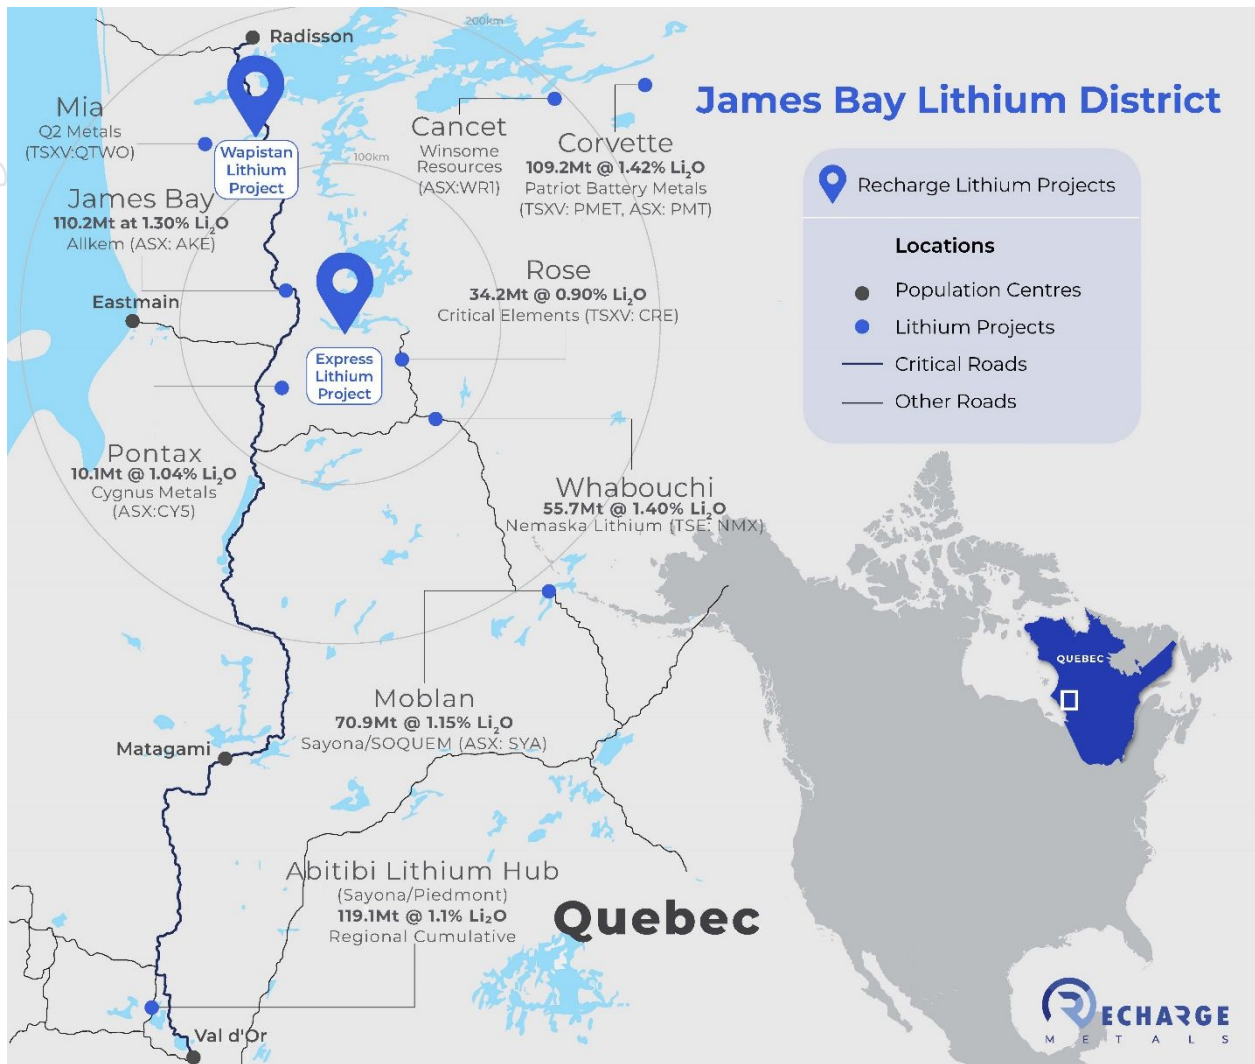 200km
Radisson
James Bay Lithium District
Mia
Q2 Metals
(TSXV:QTWO)
Wapistan
Lithium
Project
100km
Cancet
Winsome
Resources
(ASX:WR1)
Corvette
109.2Mt @ 1.42% Li₂O
Patriot Battery Metals
(TSXV: PMET, ASX: PMT)
Recharge Lithium Projects
Locations
Population Centres
Lithium Projects
Critical Roads
Other Roads
James Bay
110.2Mt at 1.30% Li₂O
Allkem (ASX: AKE)
Eastmain
Rose
34.2Mt @ 0.90% Li₂O
Critical Elements (TSXV: CRE)
Express
Lithium
Project
Pontax
10.1Mt @ 1.04% Li₂O
Cygnus Metals
(ASX:CY5)
Whabouchi
55.7Mt @ 1.40% Li₂O
Nemaska Lithium (TSE: NMX)
QUEBEC
Moblan
70.9Mt @ 1.15% Li₂O
Sayona/SOQUEM (ASX: SYA)
Matagami
Abitibi Lithium Hub
(Sayona/Piedmont)
119.1Mt @ 1.1% Li₂O
Regional Cumulative
Quebec
Val d'Or
RECHARGE
METALS